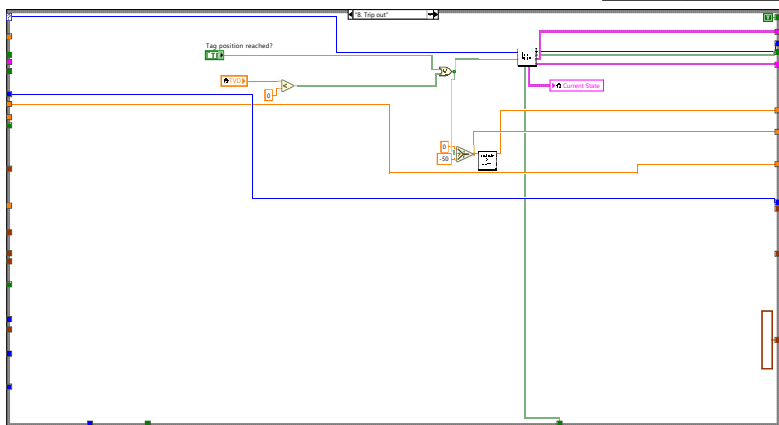 "8. Trip out"
T
Tag position reached?
TF
0
Current State
0
-50